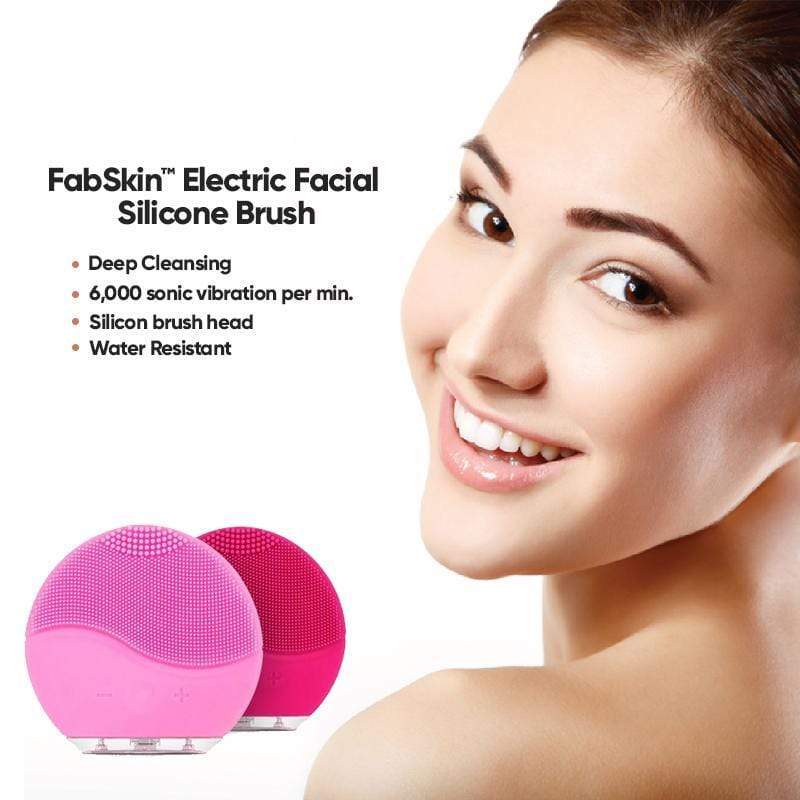 FabSkin™ Electric Facial
Silicone Brush
• Deep Cleansing
• 6,000 sonic vibration per min.
• Silicon brush head
• Water Resistant